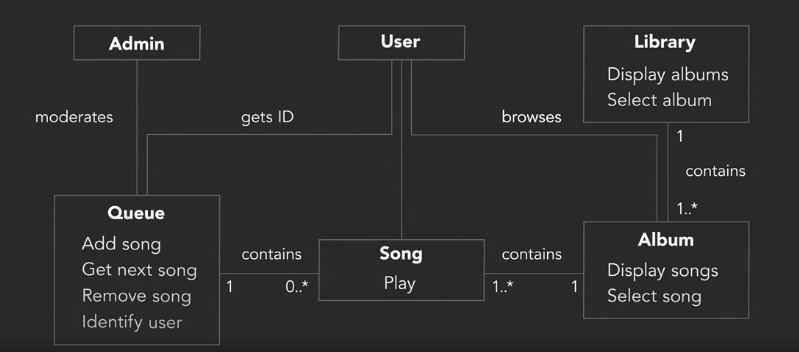 Admin
User
Library
Display albums
Select album
moderates
gets ID
browses
1
contains
1..*
Queue
Add song
Get next song
Remove song
Identify user
contains
1
0..*
Song
Play
contains
1..*
1
Album
Display songs
Select song